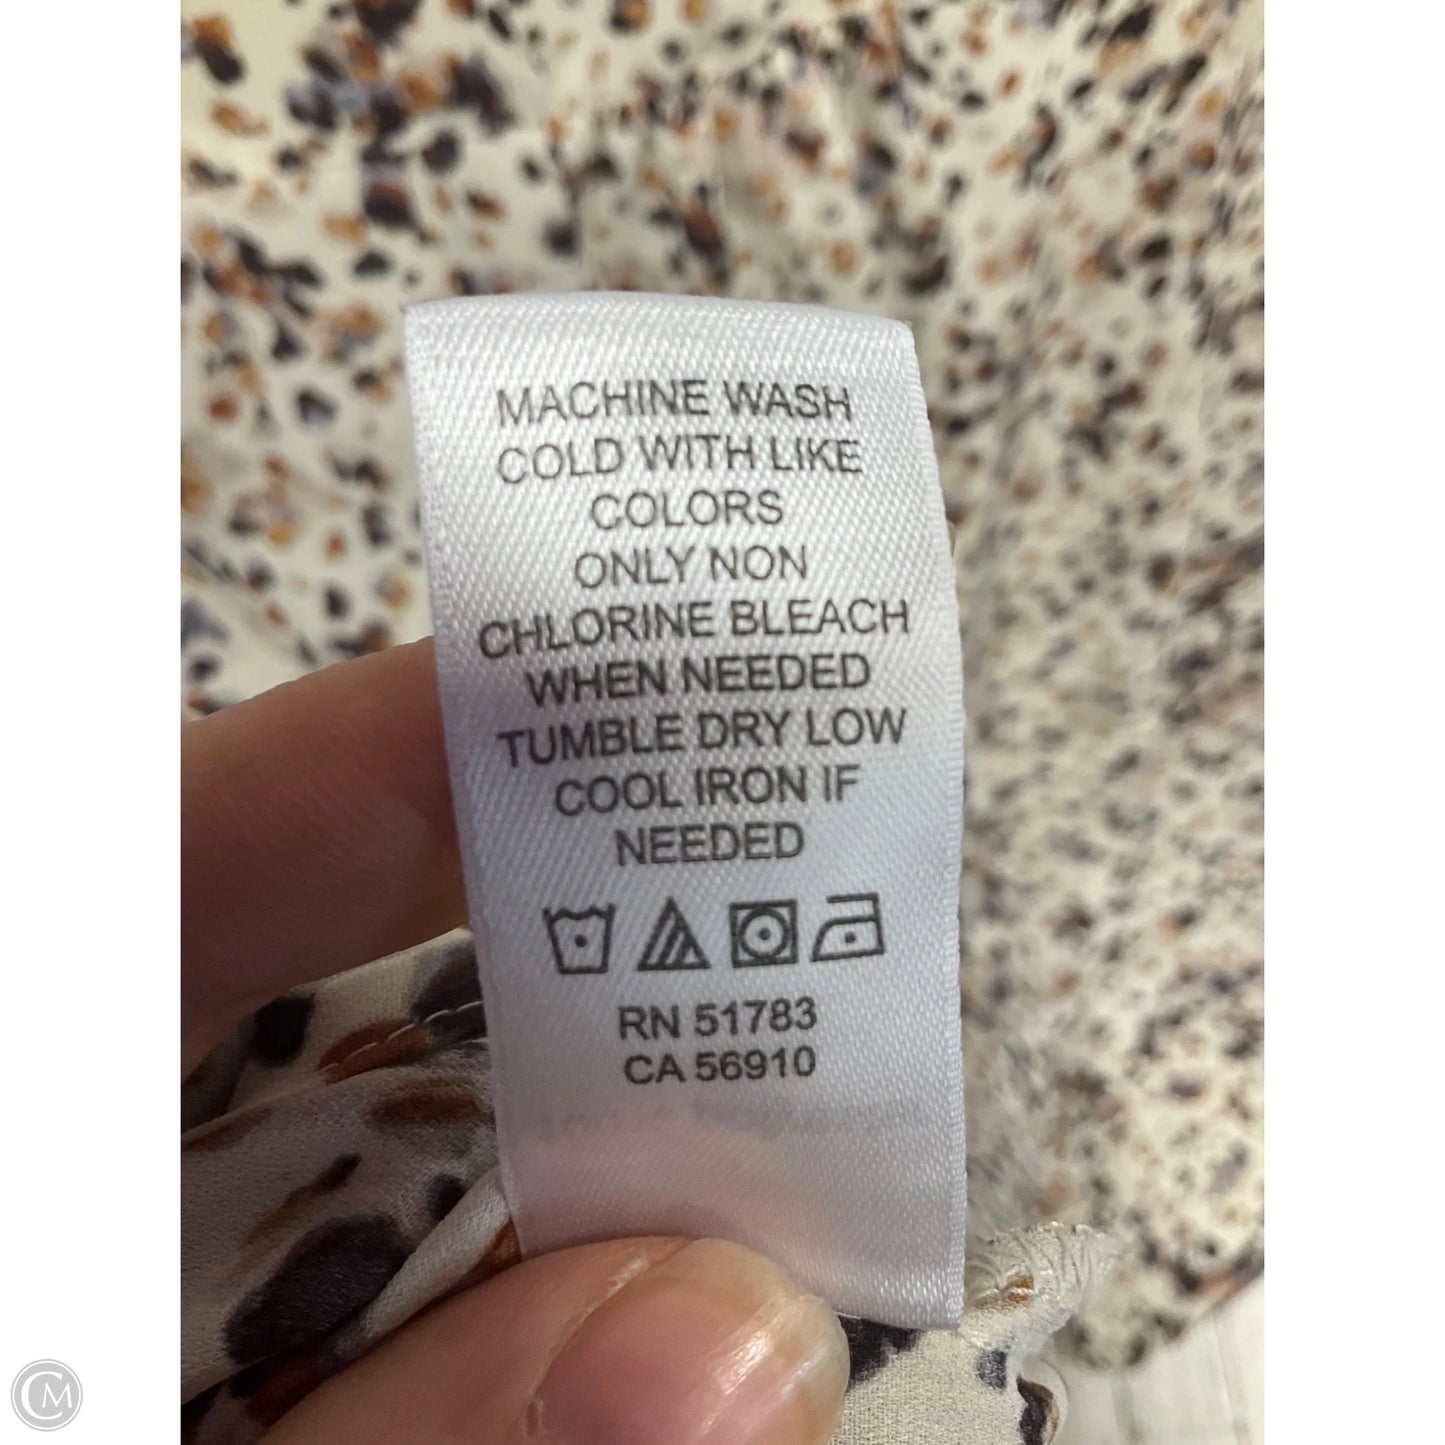 MACHINE WASH
COLD WITH LIKE
COLORS
ONLY NON
CHLORINE BLEACH
WHEN NEEDED
TUMBLE DRY LOW
COOL IRON IF
NEEDED
RN 51783
CA 56910
CM